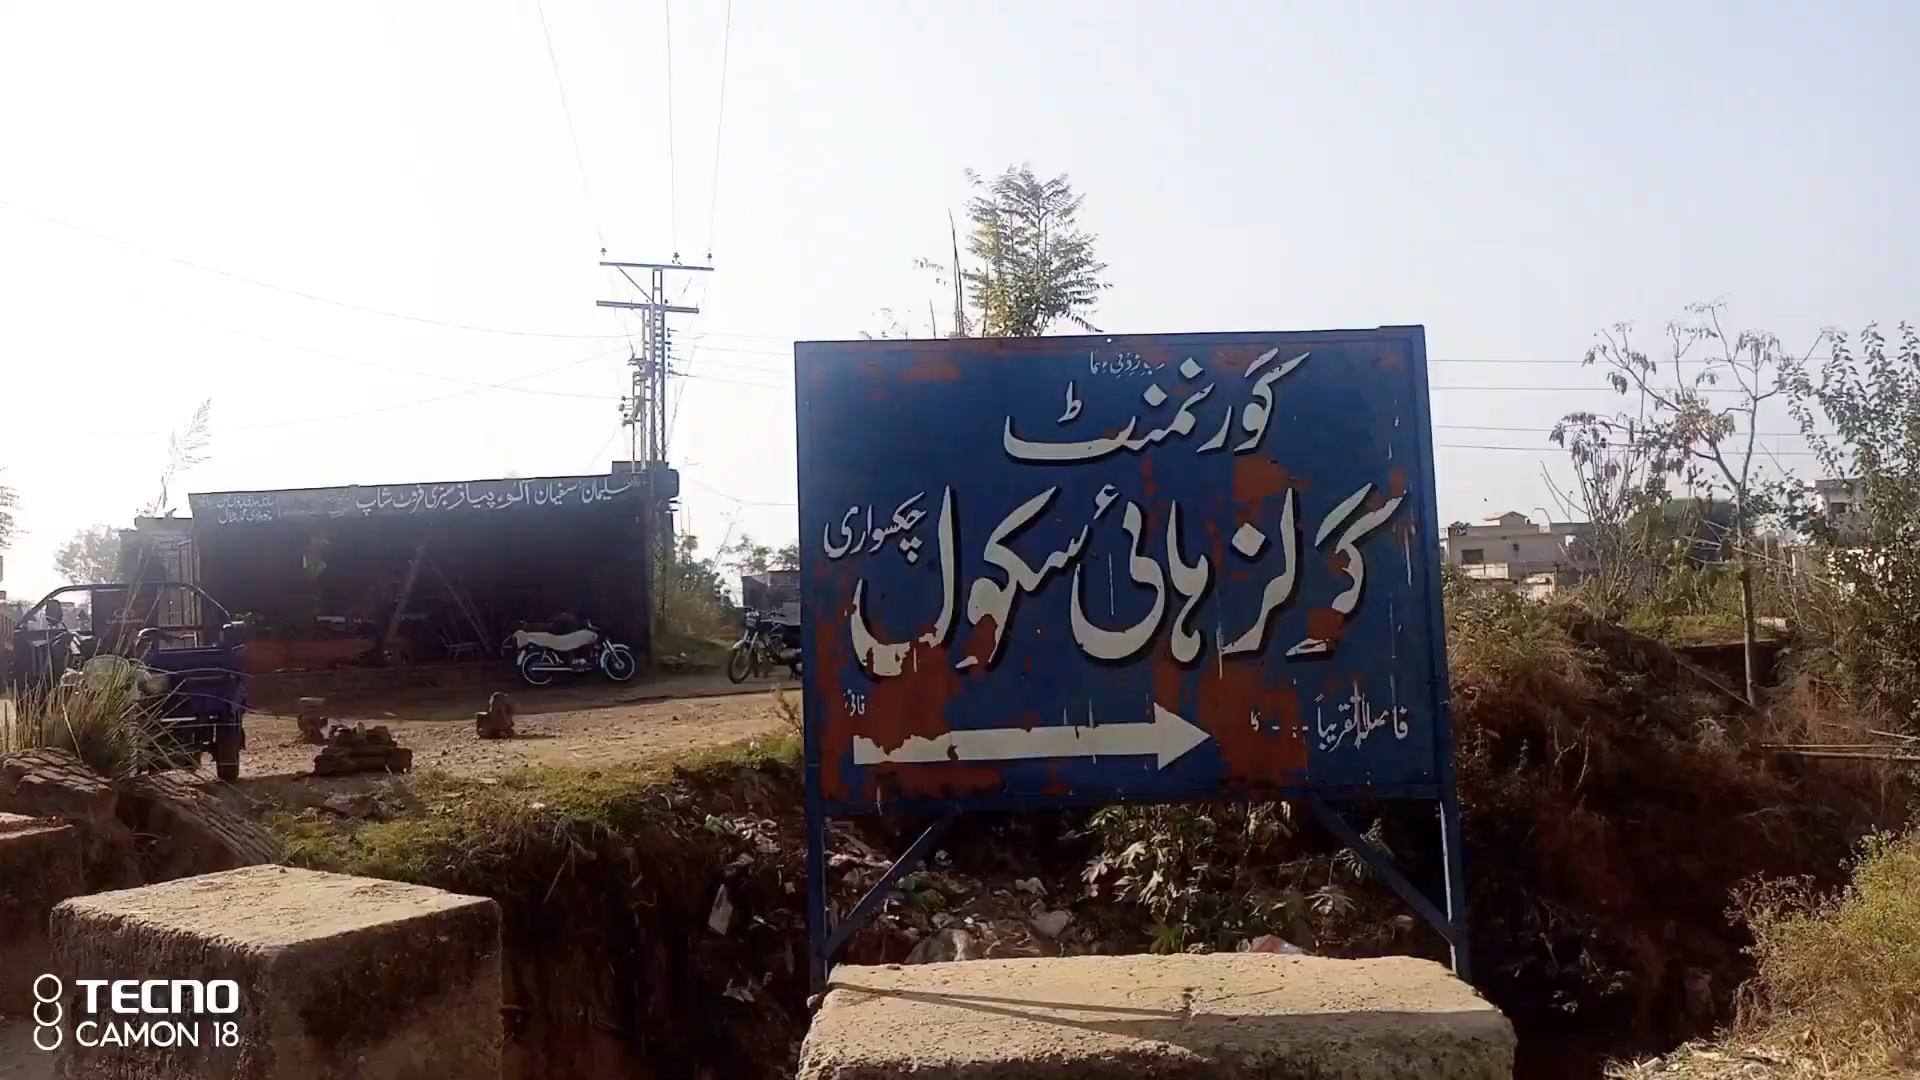 گورنمنٹ
گرلز ہائی سکول چکسواری
فاصلہ تقریباً
سلیمان سفیان آلو، پیاز سبزی فروٹ شاپ
TECNO
CAMON 18